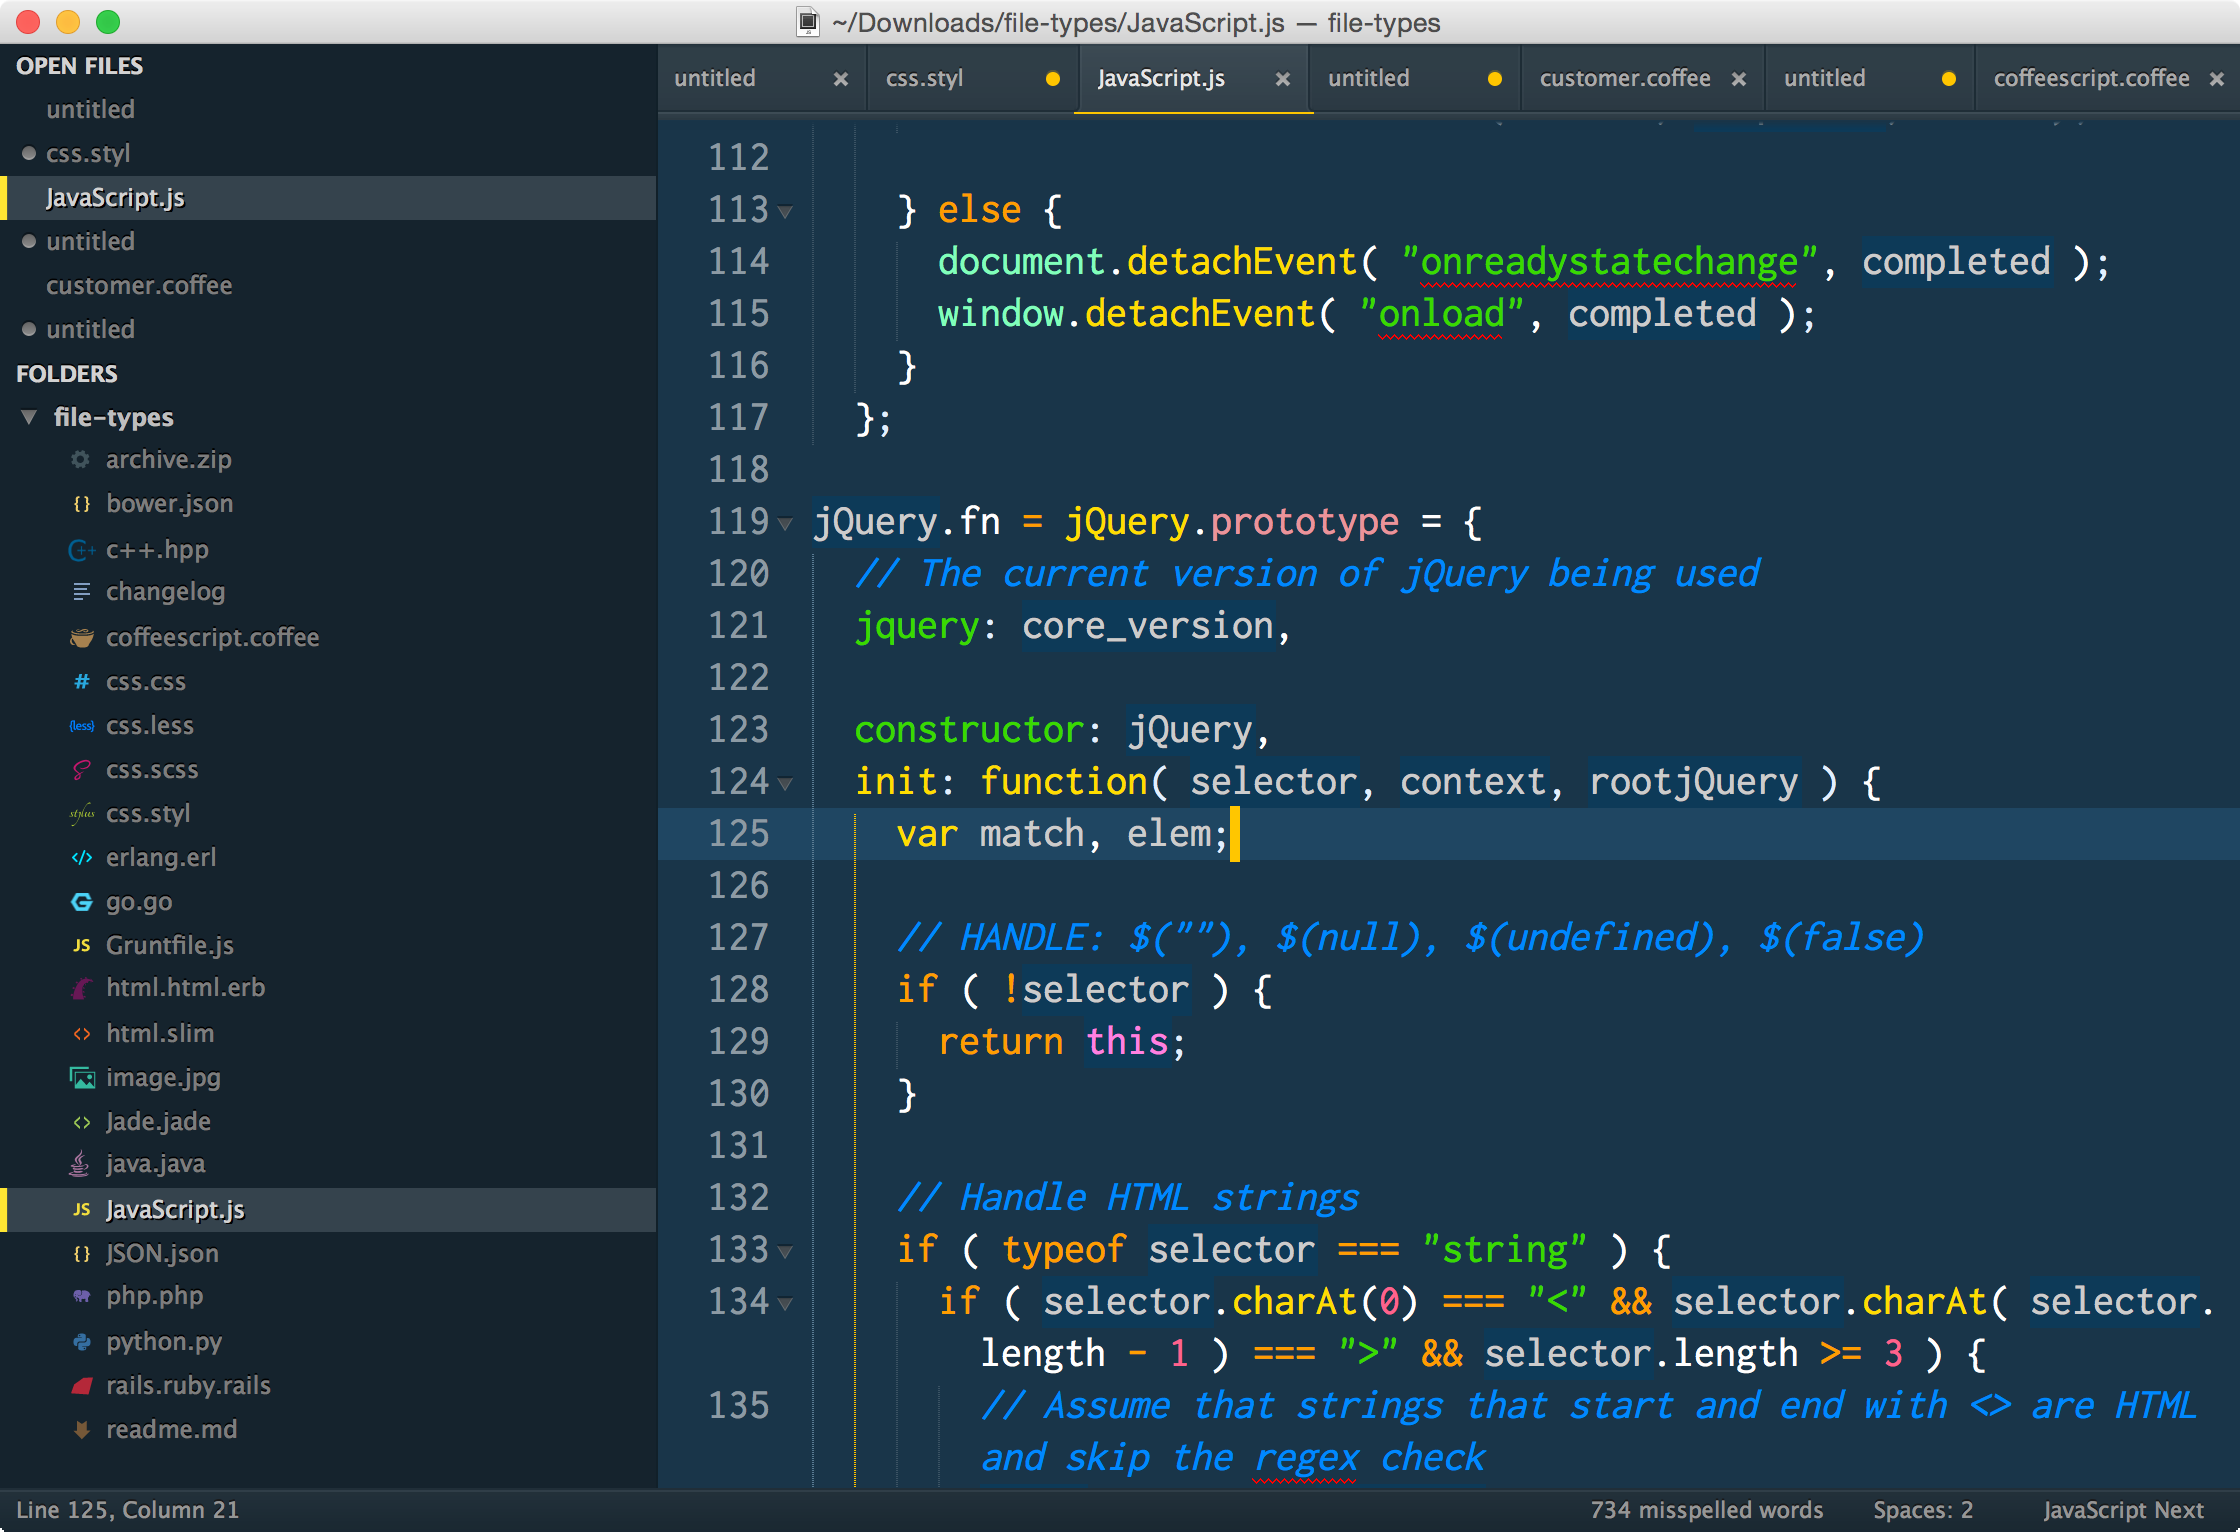 ~/Downloads/file-types/JavaScript.js — file-types
OPEN FILES
untitled
css.styl
JavaScript.js
untitled
customer.coffee
untitled
FOLDERS
file-types
archive.zip
{} bower.json
C++ c++.hpp
changelog
coffeescript.coffee
# css.css
{less} css.less
css.scss
stylus css.styl
</> erlang.erl
go.go
JS Gruntfile.js
html.html.erb
<> html.slim
image.jpg
<> Jade.jade
java.java
JS JavaScript.js
{} JSON.json
php.php
python.py
rails.ruby.rails
readme.md
untitled × css.styl JavaScript.js × untitled customer.coffee × untitled coffeescript.coffee ×
112
113 } else {
114 document.detachEvent( "onreadystatechange", completed );
115 window.detachEvent( "onload", completed );
116 }
117 };
118
119 jQuery.fn = jQuery.prototype = {
120 // The current version of jQuery being used
121 jquery: core_version,
122
123 constructor: jQuery,
124 init: function( selector, context, rootjQuery ) {
125 var match, elem;
126
127 // HANDLE: $(""), $(null), $(undefined), $(false)
128 if ( !selector ) {
129 return this;
130 }
131
132 // Handle HTML strings
133 if ( typeof selector === "string" ) {
134 if ( selector.charAt(0) === "<" && selector.charAt( selector.
length - 1 ) === ">" && selector.length >= 3 ) {
135 // Assume that strings that start and end with <> are HTML
and skip the regex check
Line 125, Column 21
734 misspelled words Spaces: 2 JavaScript Next